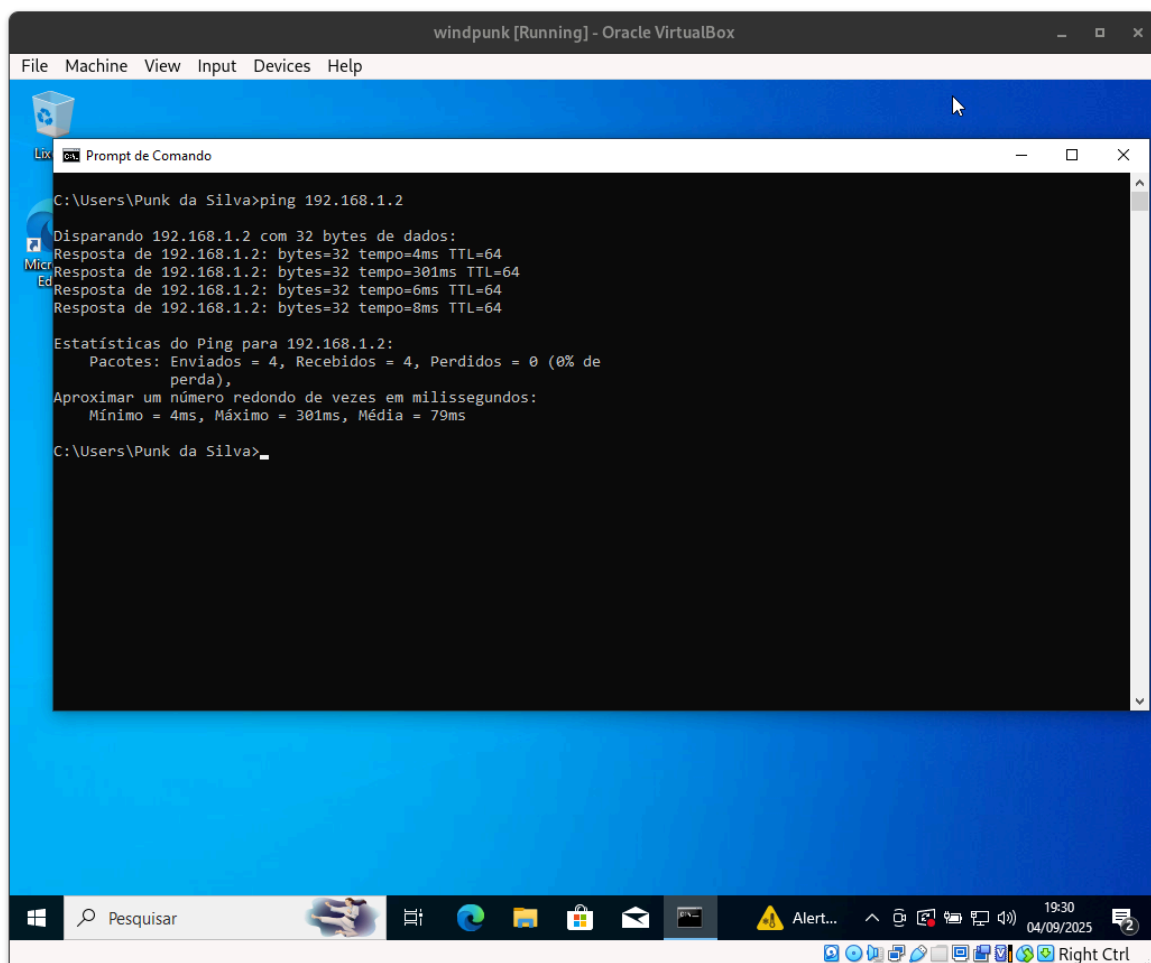 windpunk [Running] - Oracle VirtualBox
File Machine View Input Devices Help
Prompt de Comando
C:\Users\Punk da Silva>ping 192.168.1.2
Disparando 192.168.1.2 com 32 bytes de dados:
Resposta de 192.168.1.2: bytes=32 tempo=4ms TTL=64
Resposta de 192.168.1.2: bytes=32 tempo=301ms TTL=64
Resposta de 192.168.1.2: bytes=32 tempo=6ms TTL=64
Resposta de 192.168.1.2: bytes=32 tempo=8ms TTL=64
Estatísticas do Ping para 192.168.1.2:
Pacotes: Enviados = 4, Recebidos = 4, Perdidos = 0 (0% de
perda),
Aproximar um número redondo de vezes em milissegundos:
Mínimo = 4ms, Máximo = 301ms, Média = 79ms
C:\Users\Punk da Silva>
Pesquisar
Alert...
19:30
04/09/2025
2
Right Ctrl